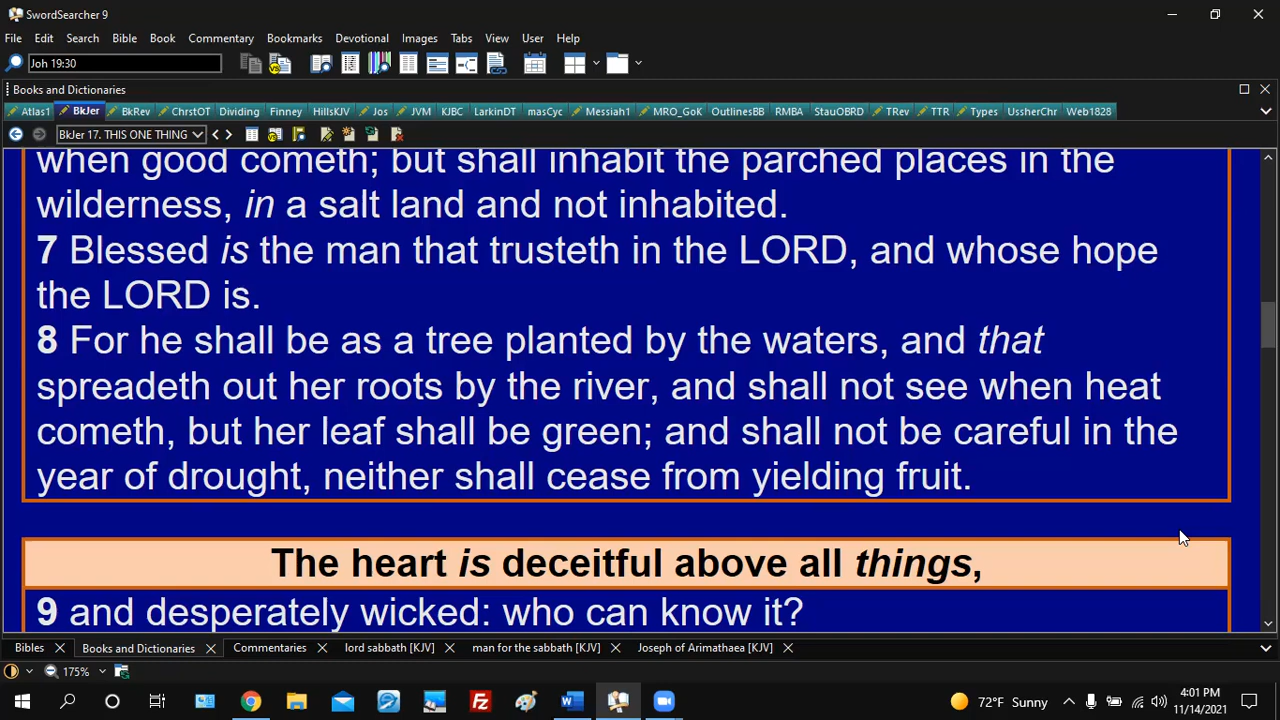 SwordSearcher 9
File Edit Search Bible Book Commentary Bookmarks Devotional Images Tabs View User Help
Joh 19:30
Books and Dictionaries
Atlas1 BkJer BkRev ChrstOT Dividing Finney HillsKJV Jos JVM KJBC LarkinDT masCyc Messiah1 MRO_GoK OutlinesBB RMBA StauOBRD TRev TTR Types UssherChr Web1828
BkJer 17. THIS ONE THING
when good cometh; but shall inhabit the parched places in the
wilderness, in a salt land and not inhabited.
7 Blessed is the man that trusteth in the LORD, and whose hope
the LORD is.
8 For he shall be as a tree planted by the waters, and that
spreadeth out her roots by the river, and shall not see when heat
cometh, but her leaf shall be green; and shall not be careful in the
year of drought, neither shall cease from yielding fruit.
The heart is deceitful above all things,
9 and desperately wicked: who can know it?
Bibles Books and Dictionaries Commentaries lord sabbath [KJV] man for the sabbath [KJV] Joseph of Arimathaea [KJV]
175%
72°F Sunny
4:01 PM
11/14/2021